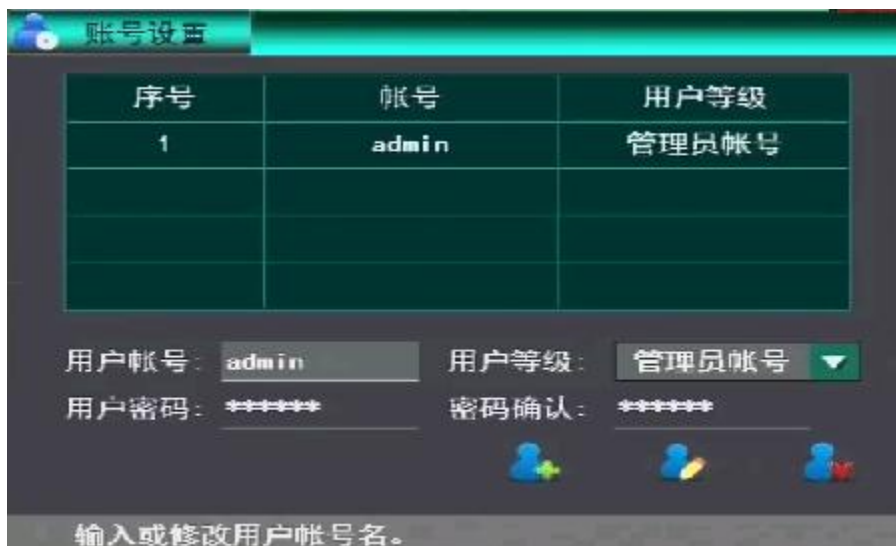 账号设置
序号 帐号 用户等级
1 admin 管理员帐号
用户帐号: admin 用户等级: 管理员帐号
用户密码: ****** 密码确认: ******
输入或修改用户帐号名。